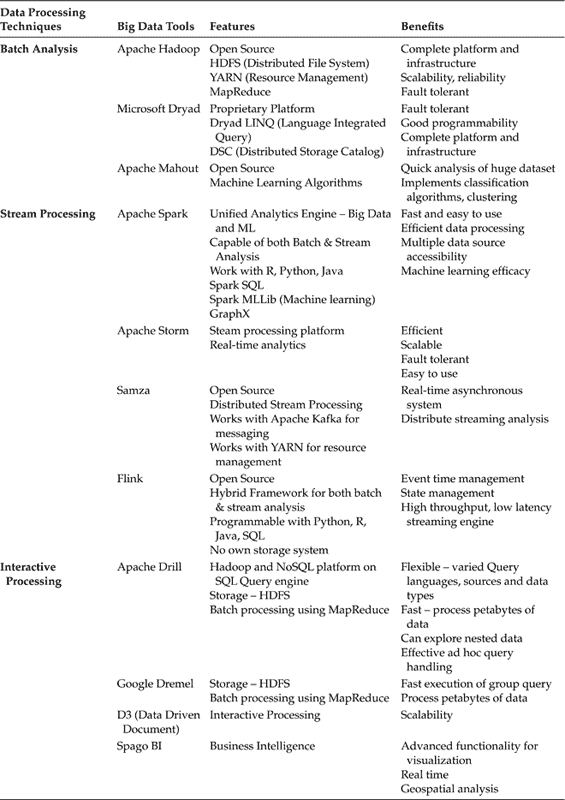 Data Processing
Techniques
Big Data Tools
Features
Benefits
Batch Analysis
Apache Hadoop
Open Source
HDFS (Distributed File System)
YARN (Resource Management)
MapReduce
Complete platform and
infrastructure
Scalability, reliability
Fault tolerant
Microsoft Dryad
Proprietary Platform
Dryad LINQ (Language Integrated
Query)
DSC (Distributed Storage Catalog)
Fault tolerant
Good programmability
Complete platform and
infrastructure
Apache Mahout
Open Source
Machine Learning Algorithms
Quick analysis of huge dataset
Implements classification
algorithms, clustering
Stream Processing
Apache Spark
Unified Analytics Engine – Big Data
and ML
Capable of both Batch & Stream
Analysis
Work with R, Python, Java
Spark SQL
Spark MLLib (Machine learning)
GraphX
Fast and easy to use
Efficient data processing
Multiple data source
accessibility
Machine learning efficacy
Apache Storm
Steam processing platform
Real-time analytics
Efficient
Scalable
Fault tolerant
Easy to use
Samza
Open Source
Distributed Stream Processing
Works with Apache Kafka for
messaging
Works with YARN for resource
management
Real-time asynchronous
system
Distribute streaming analysis
Flink
Open Source
Hybrid Framework for both batch
& stream analysis
Programmable with Python, R,
Java, SQL
No own storage system
Event time management
State management
High throughput, low latency
streaming engine
Interactive
Processing
Apache Drill
Hadoop and NoSQL platform on
SQL Query engine
Storage – HDFS
Batch processing using MapReduce
Flexible – varied Query
languages, sources and data
types
Fast – process petabytes of
data
Can explore nested data
Effective ad hoc query
handling
Google Dremel
Storage – HDFS
Batch processing using MapReduce
Fast execution of group query
Process petabytes of data
D3 (Data Driven
Document)
Interactive Processing
Scalability
Spago BI
Business Intelligence
Advanced functionality for
visualization
Real time
Geospatial analysis